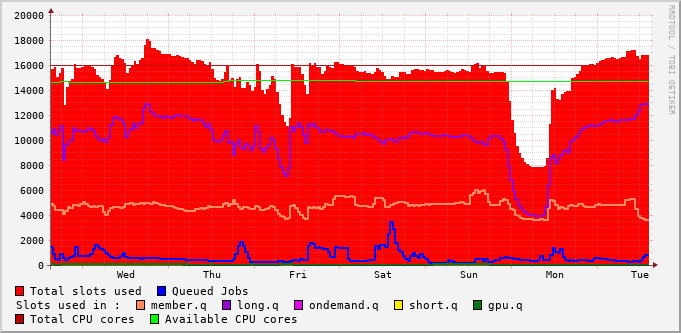 20000
18000
16000
14000
12000
10000
8000
6000
4000
2000
0
Wed Thu Fri Sat Sun Mon Tue
RRDTOOL / TOBI OETIKER
Total slots used Queued Jobs
Slots used in : member.q long.q ondemand.q short.q gpu.q
Total CPU cores Available CPU cores